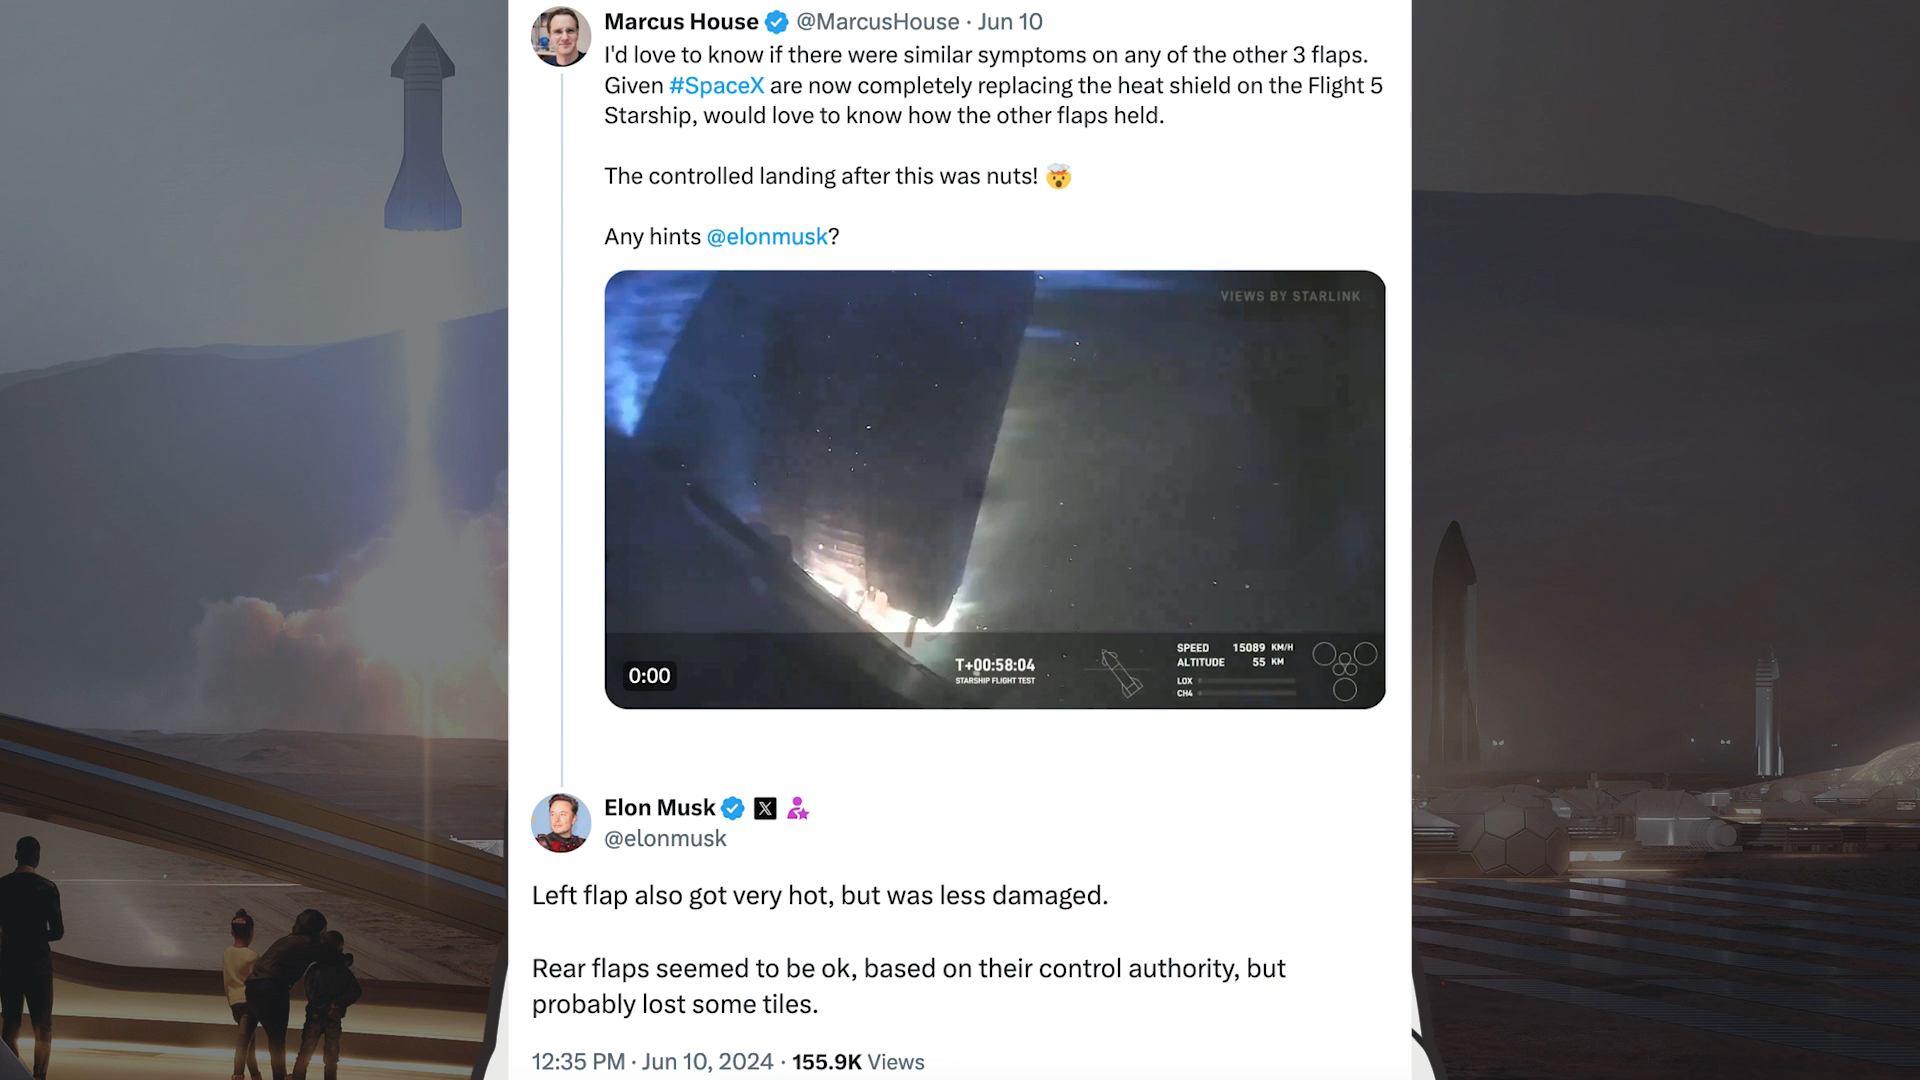 Marcus House @MarcusHouse · Jun 10
I'd love to know if there were similar symptoms on any of the other 3 flaps.
Given #SpaceX are now completely replacing the heat shield on the Flight 5
Starship, would love to know how the other flaps held.
The controlled landing after this was nuts! 🤯
Any hints @elonmusk?
VIEWS BY STARLINK
0:00
T+00:58:04
STARSHIP FLIGHT TEST
SPEED 15089 KM/H
ALTITUDE 55 KM
LOX
CH4
Elon Musk
@elonmusk
Left flap also got very hot, but was less damaged.
Rear flaps seemed to be ok, based on their control authority, but
probably lost some tiles.
12:35 PM · Jun 10, 2024 · 155.9K Views